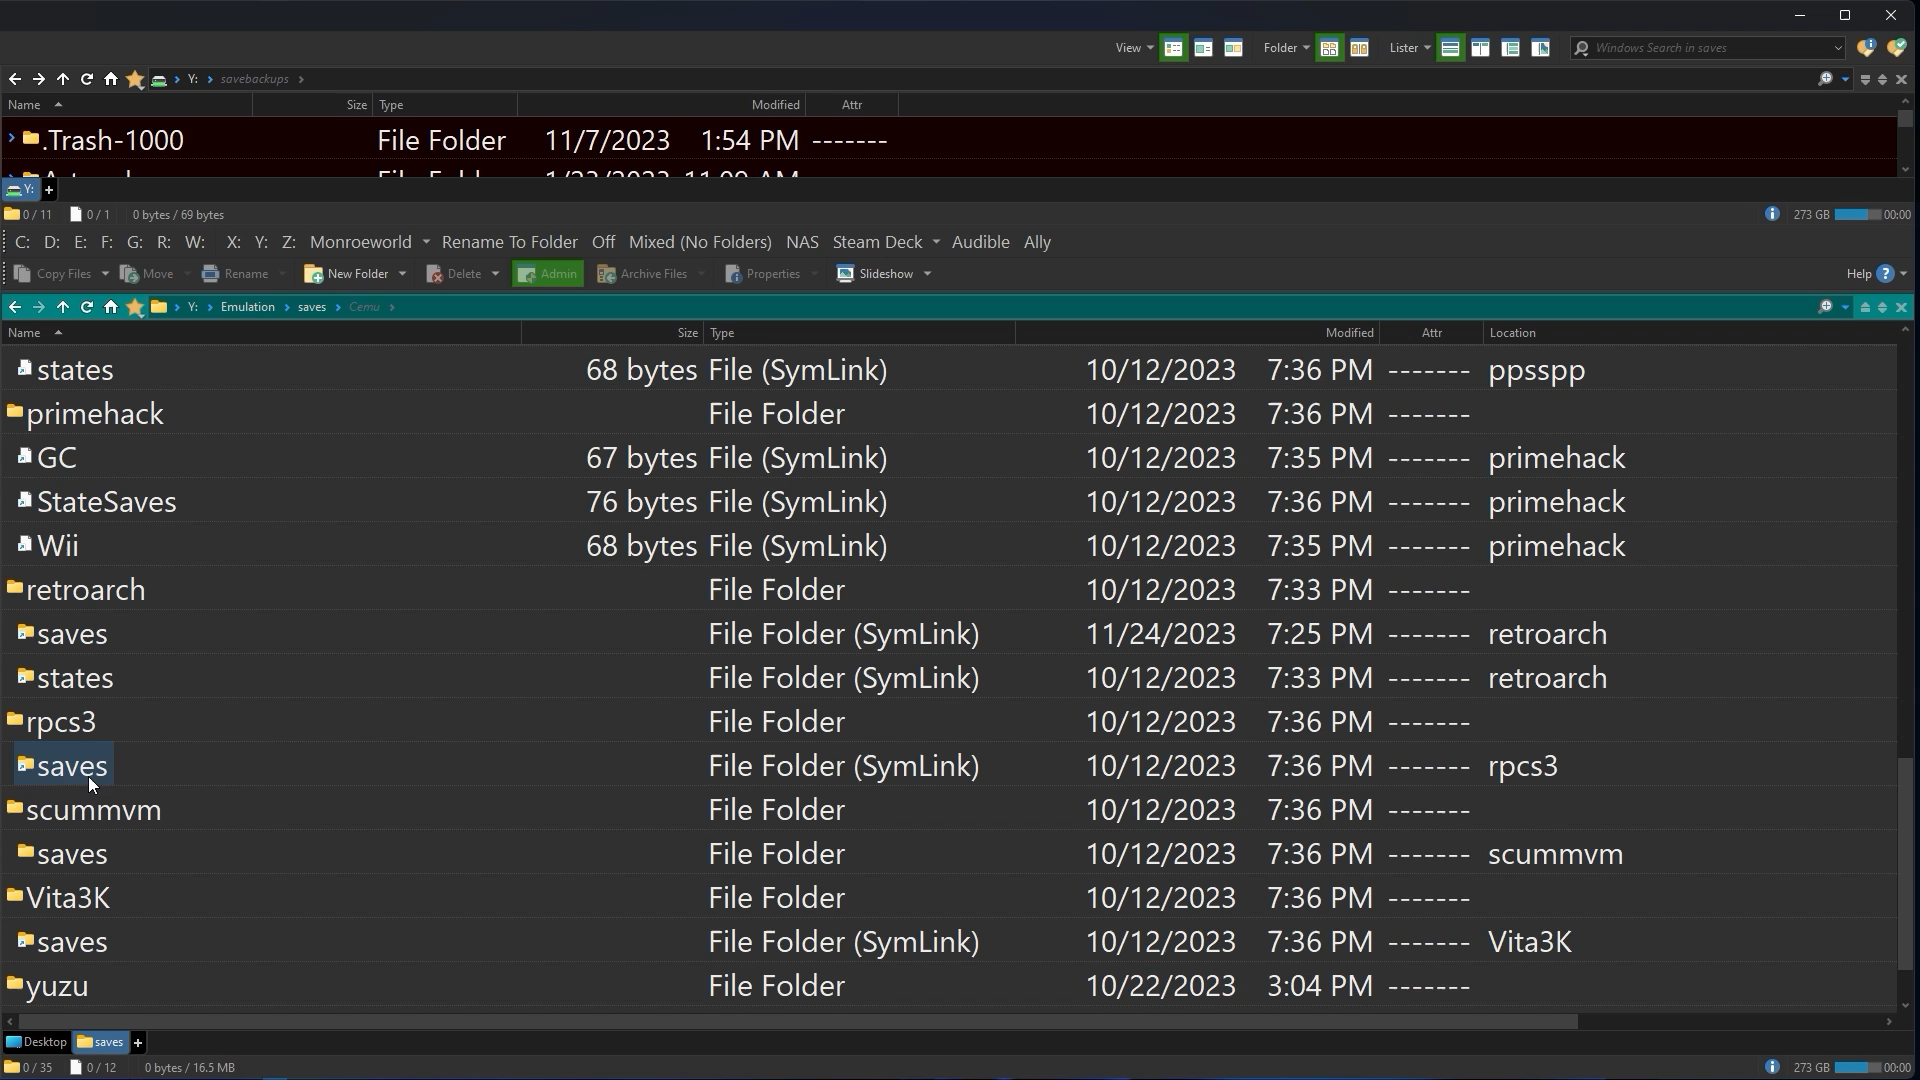 View Folder Lister Windows Search in saves
Y: savebackups
Name Size Type Modified Attr
.Trash-1000 File Folder 11/7/2023 1:54 PM -------
Y: +
0 / 11 0 / 1 0 bytes / 69 bytes 273 GB 00:00
C: D: E: F: G: R: W: X: Y: Z: Monroeworld Rename To Folder Off Mixed (No Folders) NAS Steam Deck Audible Ally
Copy Files Move Rename New Folder Delete Admin Archive Files Properties Slideshow Help
Y: Emulation saves Cemu
Name Size Type Modified Attr Location
states 68 bytes File (SymLink) 10/12/2023 7:36 PM ------- ppsspp
primehack File Folder 10/12/2023 7:36 PM -------
GC 67 bytes File (SymLink) 10/12/2023 7:35 PM ------- primehack
StateSaves 76 bytes File (SymLink) 10/12/2023 7:36 PM ------- primehack
Wii 68 bytes File (SymLink) 10/12/2023 7:35 PM ------- primehack
retroarch File Folder 10/12/2023 7:33 PM -------
saves File Folder (SymLink) 11/24/2023 7:25 PM ------- retroarch
states File Folder (SymLink) 10/12/2023 7:33 PM ------- retroarch
rpcs3 File Folder 10/12/2023 7:36 PM -------
saves File Folder (SymLink) 10/12/2023 7:36 PM ------- rpcs3
scummvm File Folder 10/12/2023 7:36 PM -------
saves File Folder 10/12/2023 7:36 PM ------- scummvm
Vita3K File Folder 10/12/2023 7:36 PM -------
saves File Folder (SymLink) 10/12/2023 7:36 PM ------- Vita3K
yuzu File Folder 10/22/2023 3:04 PM -------
Desktop saves +
0 / 35 0 / 12 0 bytes / 16.5 MB 273 GB 00:00